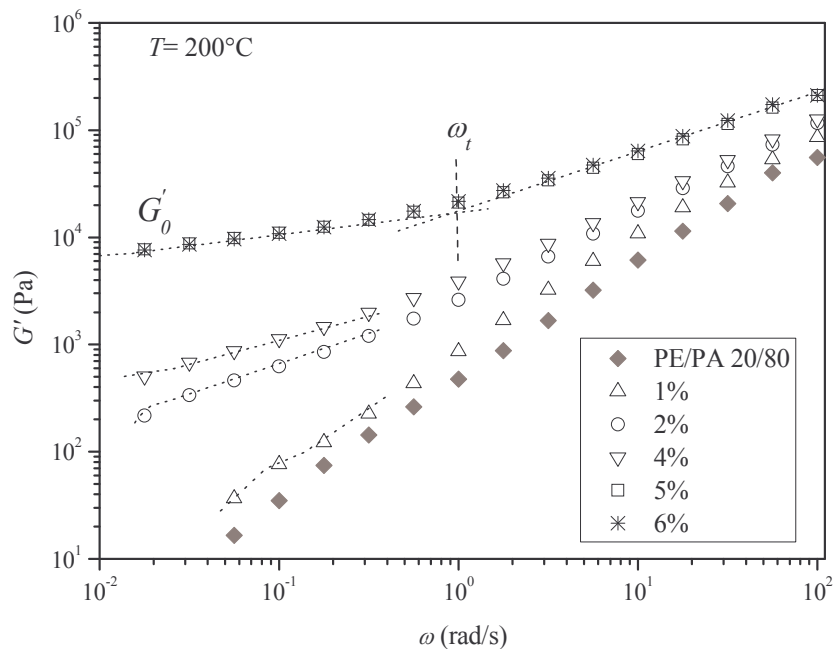 T= 200°C
ω_t
G'_0
G' (Pa)
10^6
10^5
10^4
10^3
10^2
10^1
PE/PA 20/80
1%
2%
4%
5%
6%
10^-2
10^-1
10^0
10^1
10^2
ω (rad/s)